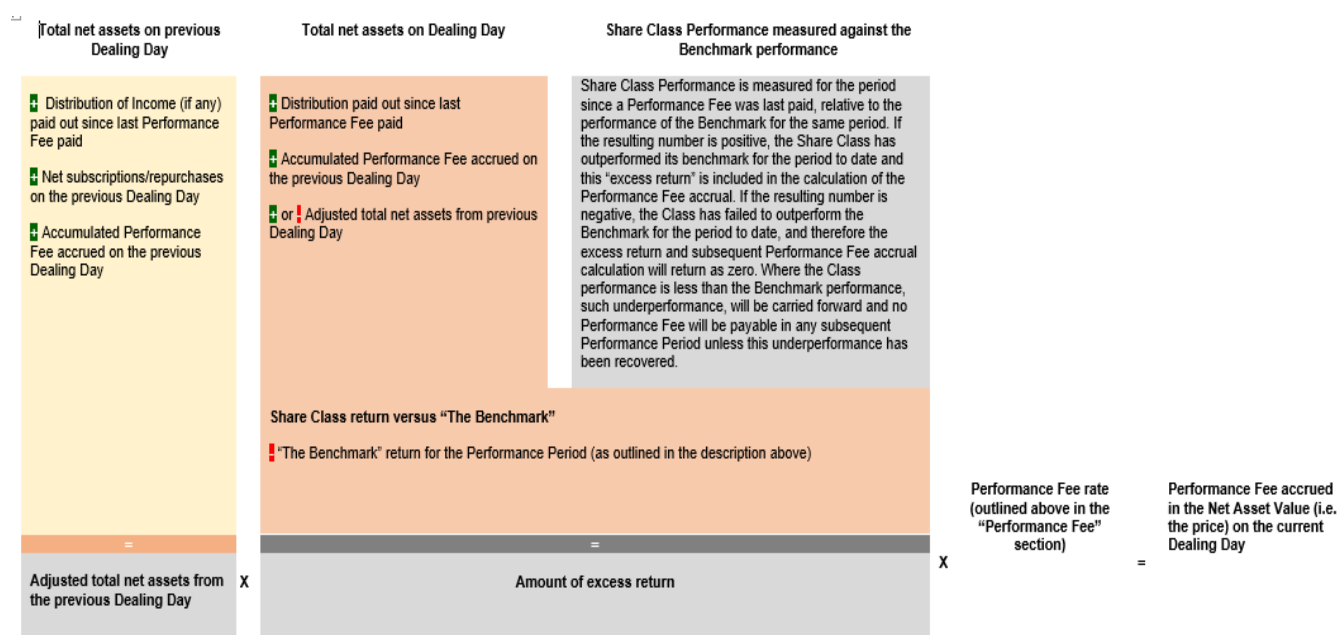 Total net assets on previous
Dealing Day
Total net assets on Dealing Day
Share Class Performance measured against the
Benchmark performance
+ Distribution of Income (if any)
paid out since last Performance
Fee paid
+ Net subscriptions/repurchases
on the previous Dealing Day
+ Accumulated Performance
Fee accrued on the previous
Dealing Day
+ Distribution paid out since last
Performance Fee paid
+ Accumulated Performance Fee accrued on
the previous Dealing Day
+ or - Adjusted total net assets from previous
Dealing Day
Share Class Performance is measured for the period
since a Performance Fee was last paid, relative to the
performance of the Benchmark for the same period. If
the resulting number is positive, the Share Class has
outperformed its benchmark for the period to date and
this “excess return” is included in the calculation of the
Performance Fee accrual. If the resulting number is
negative, the Class has failed to outperform the
Benchmark for the period to date, and therefore the
excess return and subsequent Performance Fee accrual
calculation will return as zero. Where the Class
performance is less than the Benchmark performance,
such underperformance, will be carried forward and no
Performance Fee will be payable in any subsequent
Performance Period unless this underperformance has
been recovered.
Share Class return versus “The Benchmark”
- “The Benchmark” return for the Performance Period (as outlined in the description above)
=
=
Adjusted total net assets from
the previous Dealing Day
X
Amount of excess return
X
Performance Fee rate
(outlined above in the
“Performance Fee”
section)
=
Performance Fee accrued
in the Net Asset Value (i.e.
the price) on the current
Dealing Day